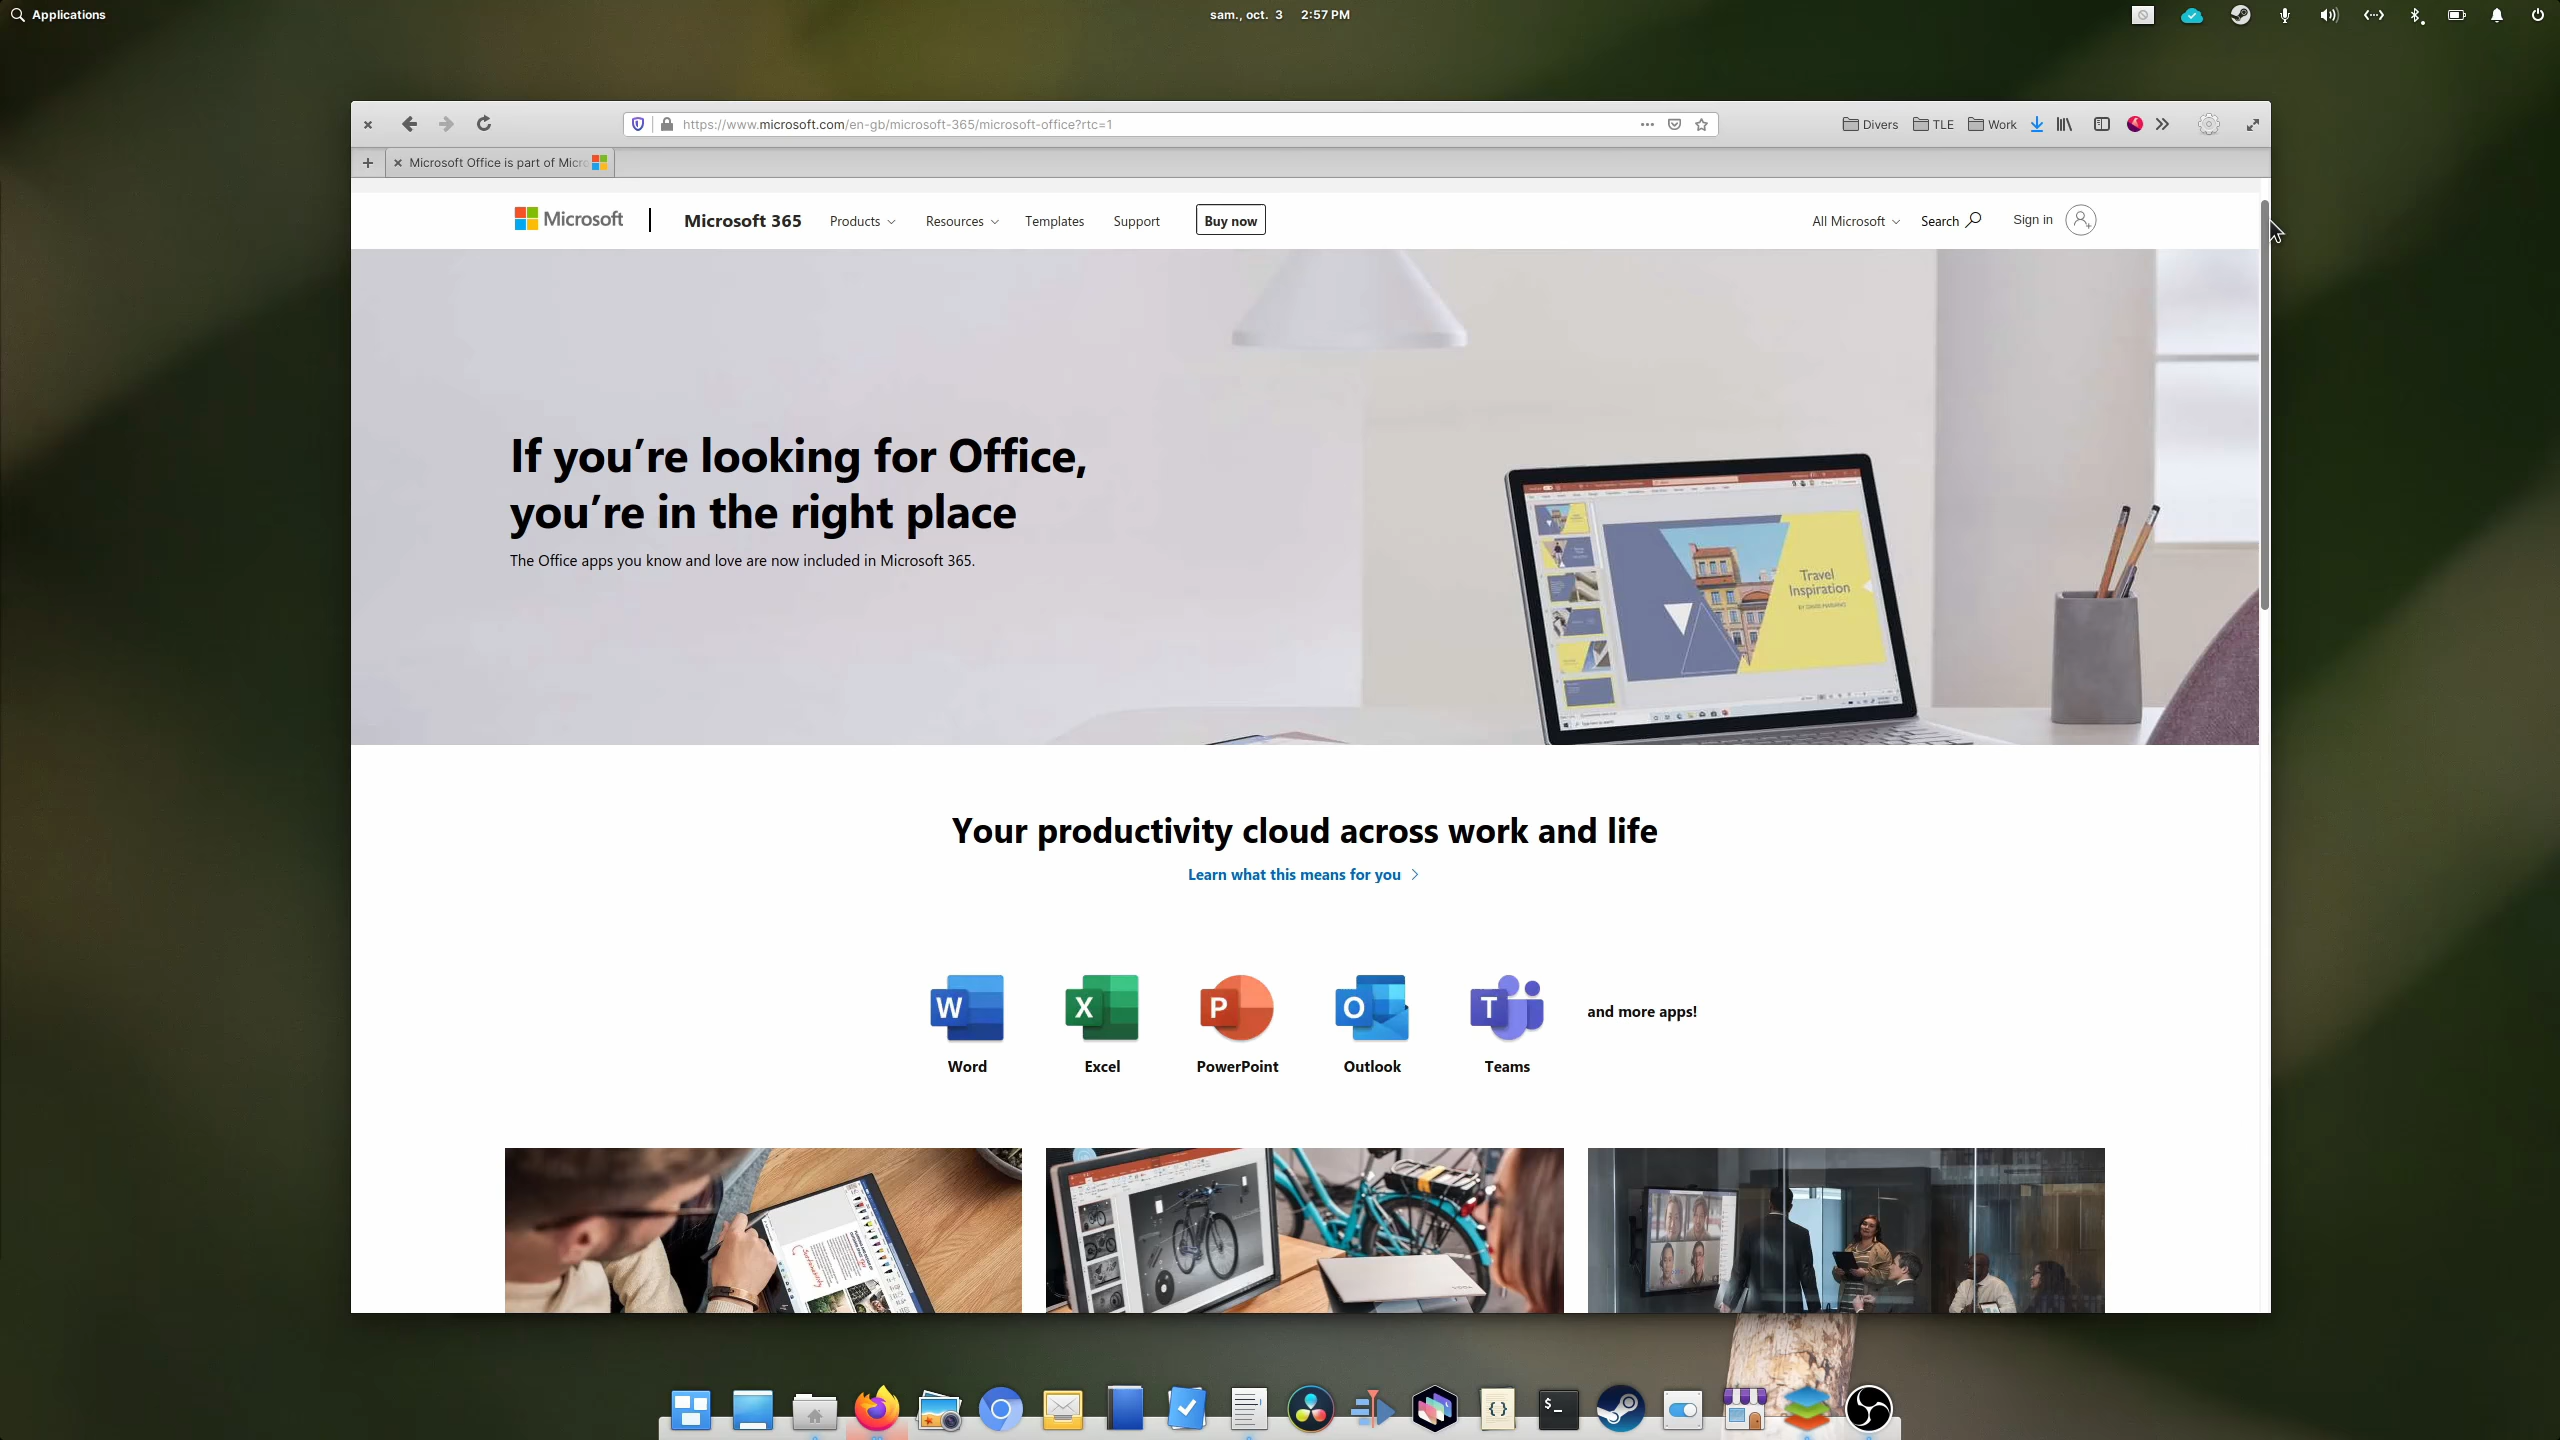 Applications
sam., oct. 3 2:57 PM
https://www.microsoft.com/en-gb/microsoft-365/microsoft-office?rtc=1
Divers
TLE
Work
Microsoft Office is part of Micro
Microsoft
Microsoft 365
Products
Resources
Templates
Support
Buy now
All Microsoft
Search
Sign in
If you’re looking for Office,
you’re in the right place
The Office apps you know and love are now included in Microsoft 365.
Travel
Inspiration
Your productivity cloud across work and life
Learn what this means for you
W
X
P
O
T
and more apps!
Word
Excel
PowerPoint
Outlook
Teams